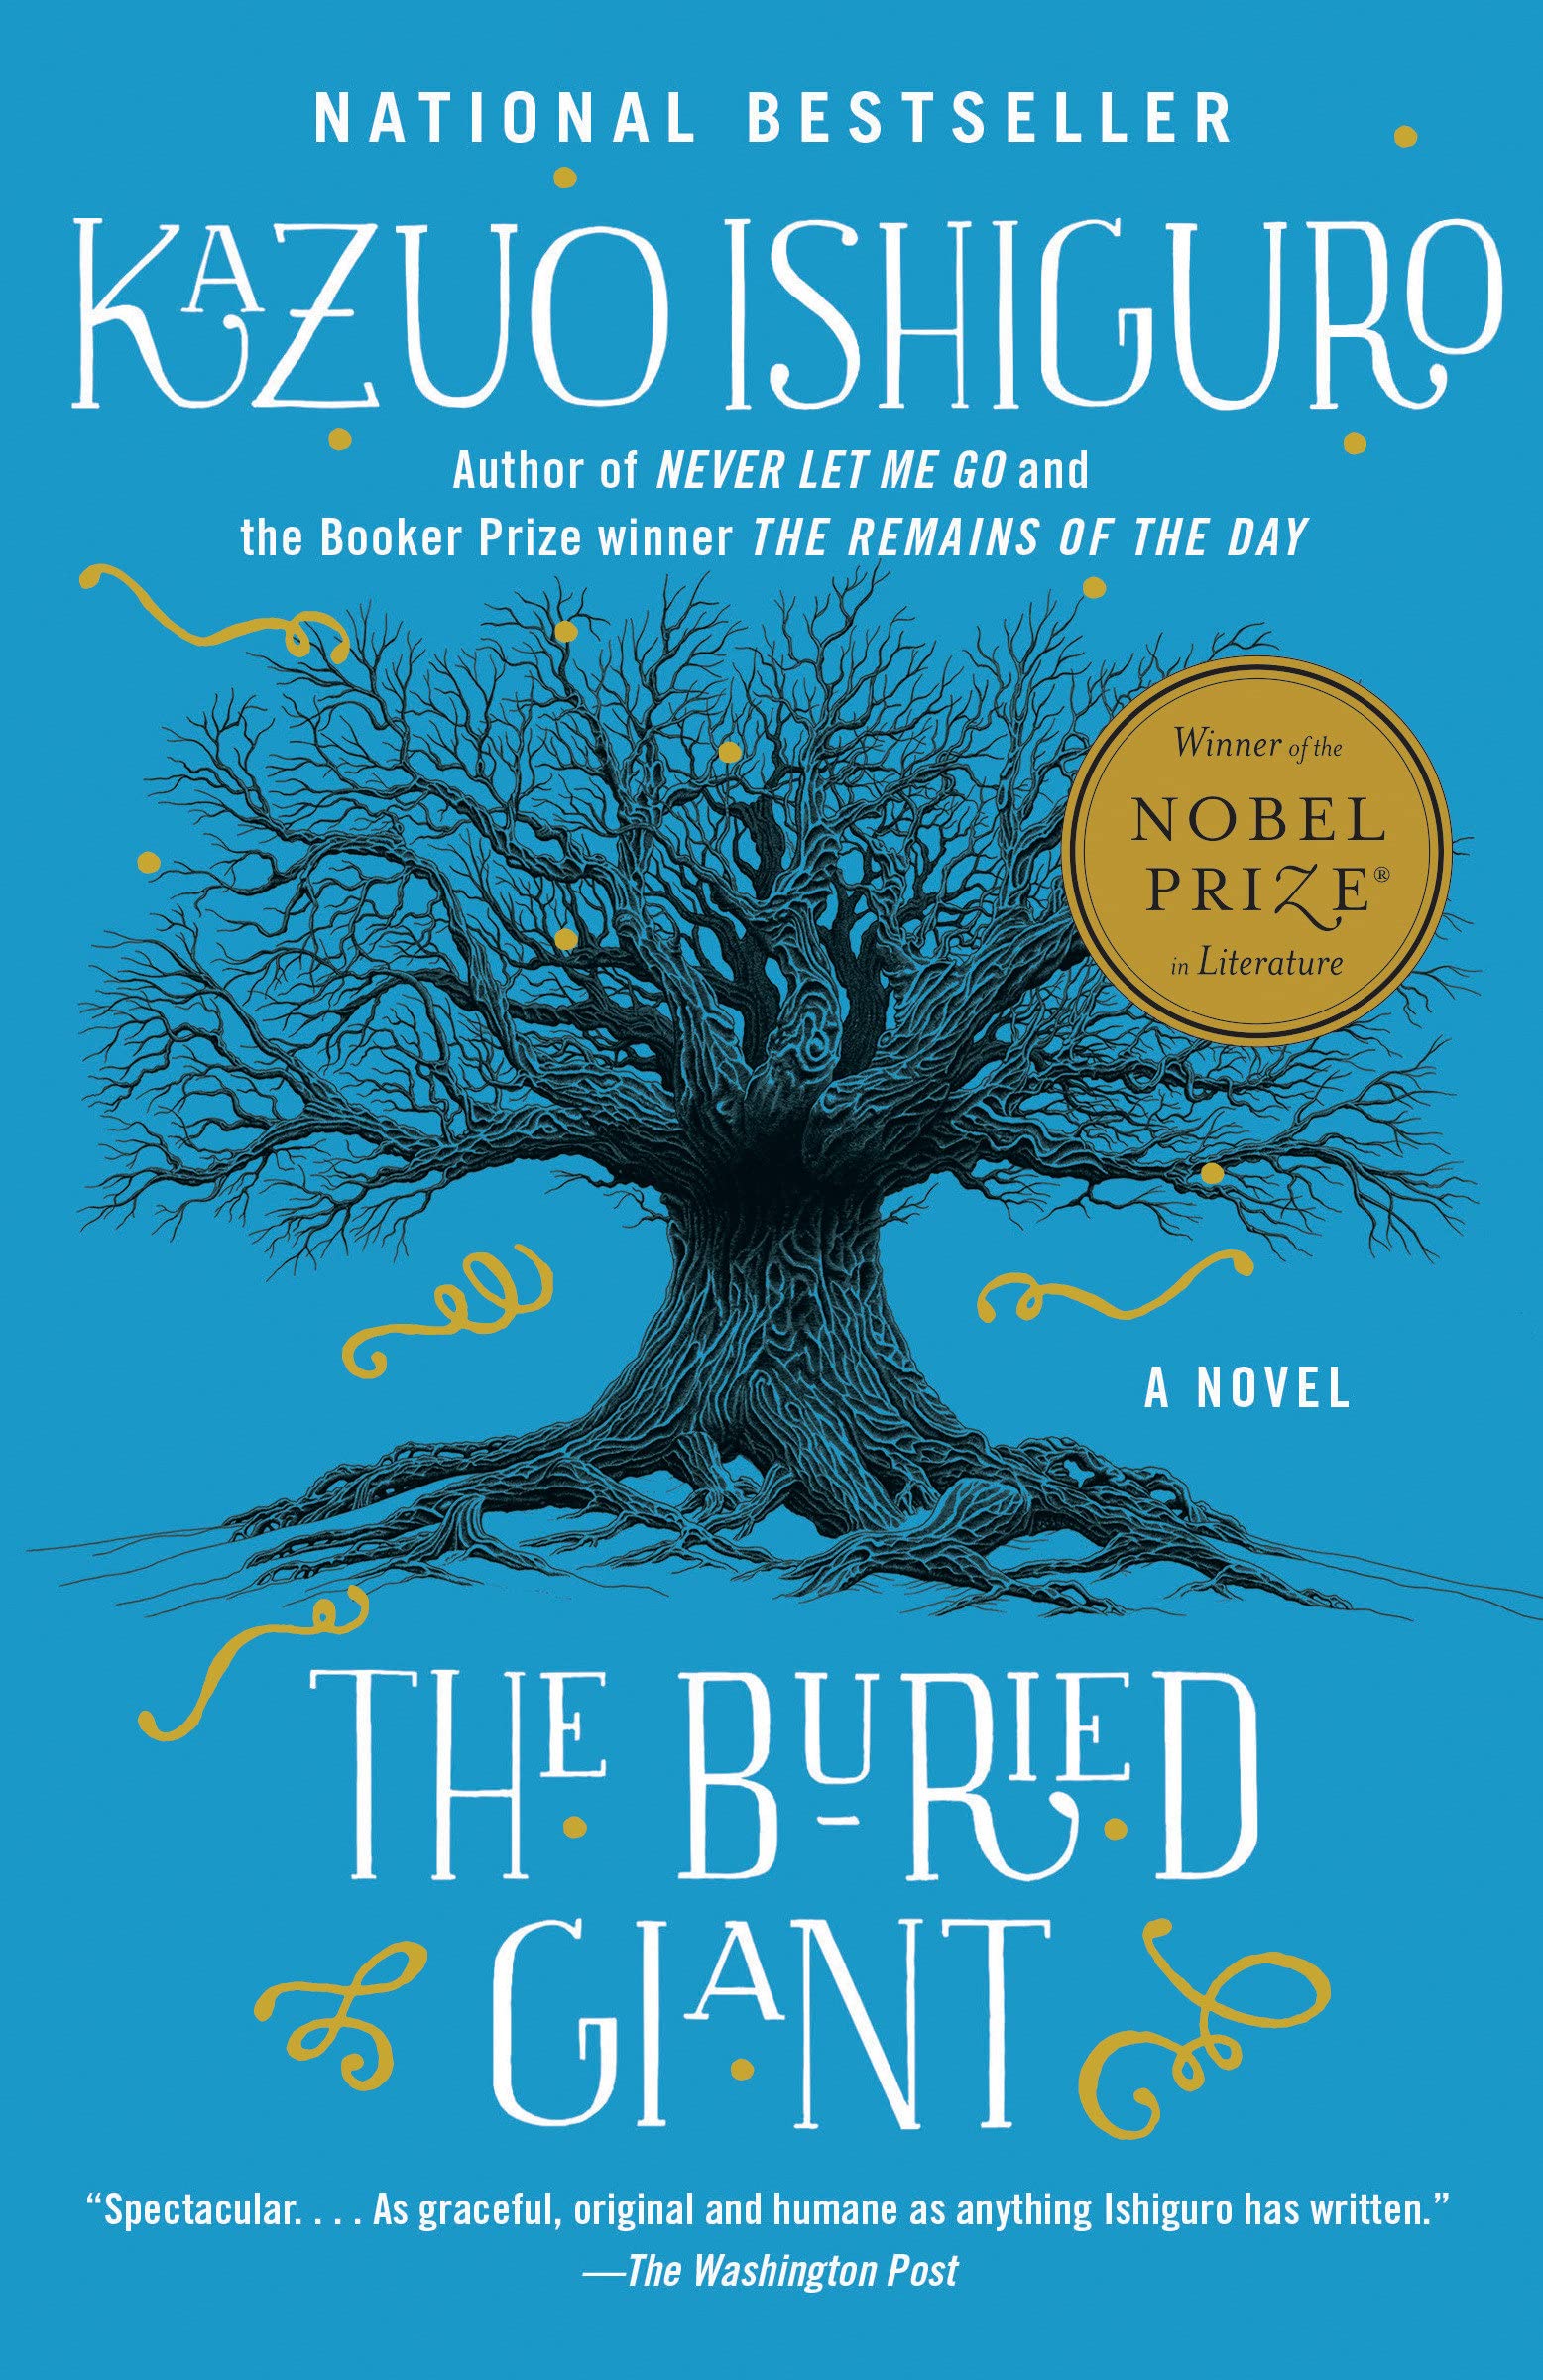 NATIONAL BESTSELLER
KAZUO ISHIGURO
Author of NEVER LET ME GO and
the Booker Prize winner THE REMAINS OF THE DAY
Winner of the
NOBEL
PRIZE®
in Literature
A NOVEL
THE BURIED
GIANT
“Spectacular. . . . As graceful, original and humane as anything Ishiguro has written.”
—The Washington Post